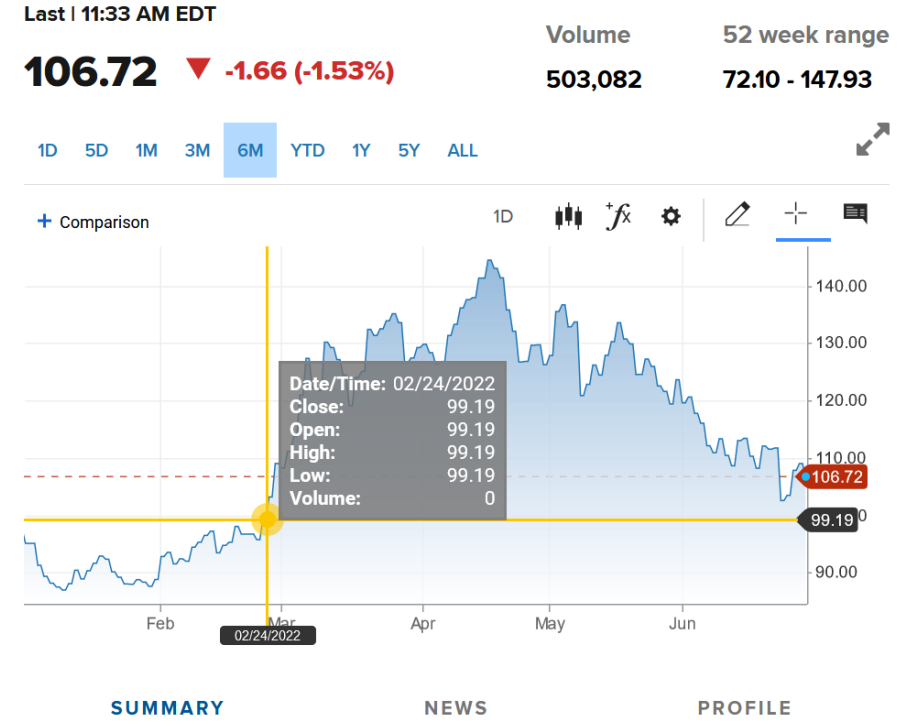 Last | 11:33 AM EDT
106.72 ▼ -1.66 (-1.53%)
Volume
503,082
52 week range
72.10 - 147.93
1D 5D 1M 3M 6M YTD 1Y 5Y ALL
+ Comparison
1D
+fx
140.00
130.00
Date/Time: 02/24/2022
Close: 99.19
Open: 99.19
High: 99.19
Low: 99.19
Volume: 0
120.00
110.00
106.72
99.19
90.00
Feb Mar Apr May Jun
02/24/2022
SUMMARY NEWS PROFILE